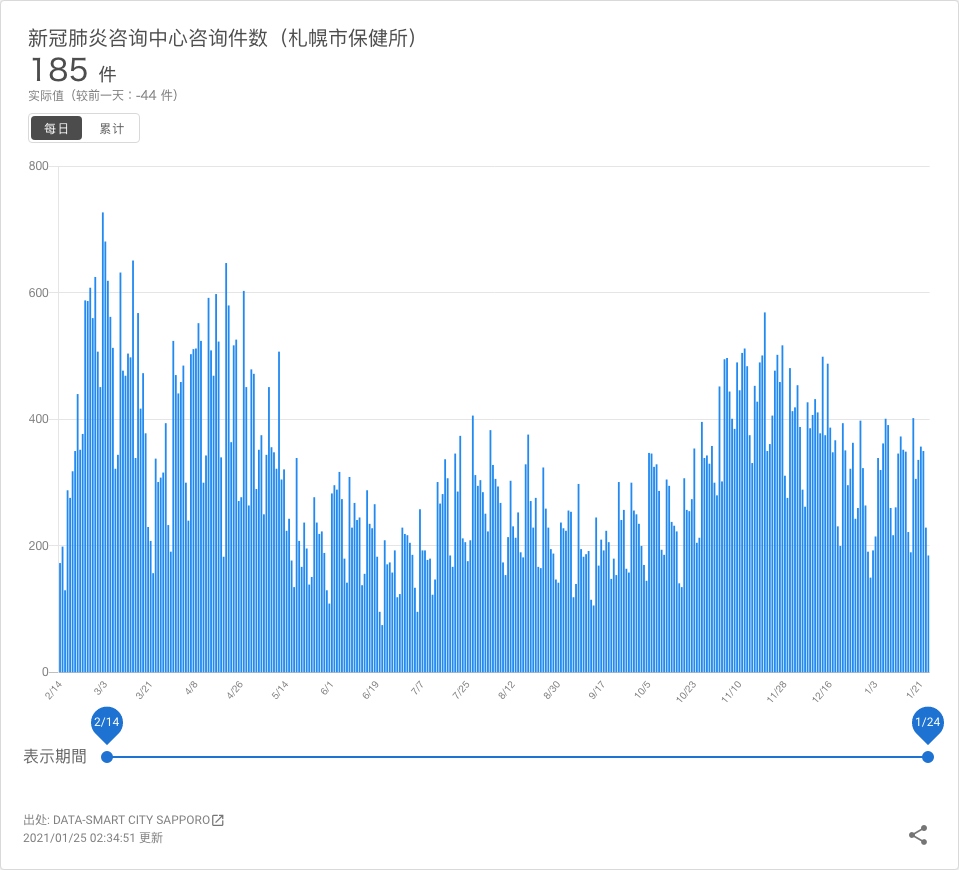 新冠肺炎咨询中心咨询件数（札幌市保健所）
185 件
实际值（较前一天：-44 件）
每日 累计
800
600
400
200
0
2/14 3/3 3/21 4/8 4/26 5/14 6/1 6/19 7/7 7/25 8/12 8/30 9/17 10/5 10/23 11/10 11/28 12/16 1/3 1/21
2/14 1/24
表示期間
出处: DATA-SMART CITY SAPPORO
2021/01/25 02:34:51 更新